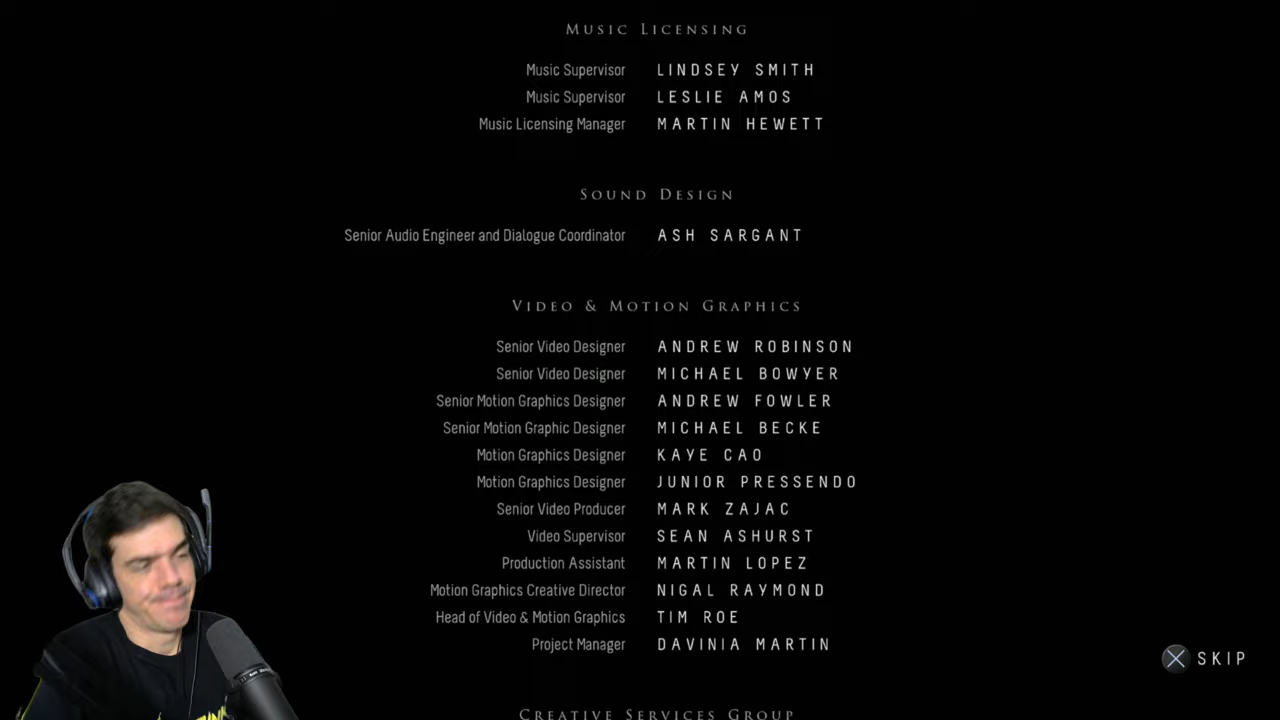 MUSIC LICENSING
Music Supervisor LINDSEY SMITH
Music Supervisor LESLIE AMOS
Music Licensing Manager MARTIN HEWETT
SOUND DESIGN
Senior Audio Engineer and Dialogue Coordinator ASH SARGANT
VIDEO & MOTION GRAPHICS
Senior Video Designer ANDREW ROBINSON
Senior Video Designer MICHAEL BOWYER
Senior Motion Graphics Designer ANDREW FOWLER
Senior Motion Graphic Designer MICHAEL BECKE
Motion Graphics Designer KAYE CAO
Motion Graphics Designer JUNIOR PRESSENDO
Senior Video Producer MARK ZAJAC
Video Supervisor SEAN ASHURST
Production Assistant MARTIN LOPEZ
Motion Graphics Creative Director NIGAL RAYMOND
Head of Video & Motion Graphics TIM ROE
Project Manager DAVINIA MARTIN
SKIP
CREATIVE SERVICES GROUP